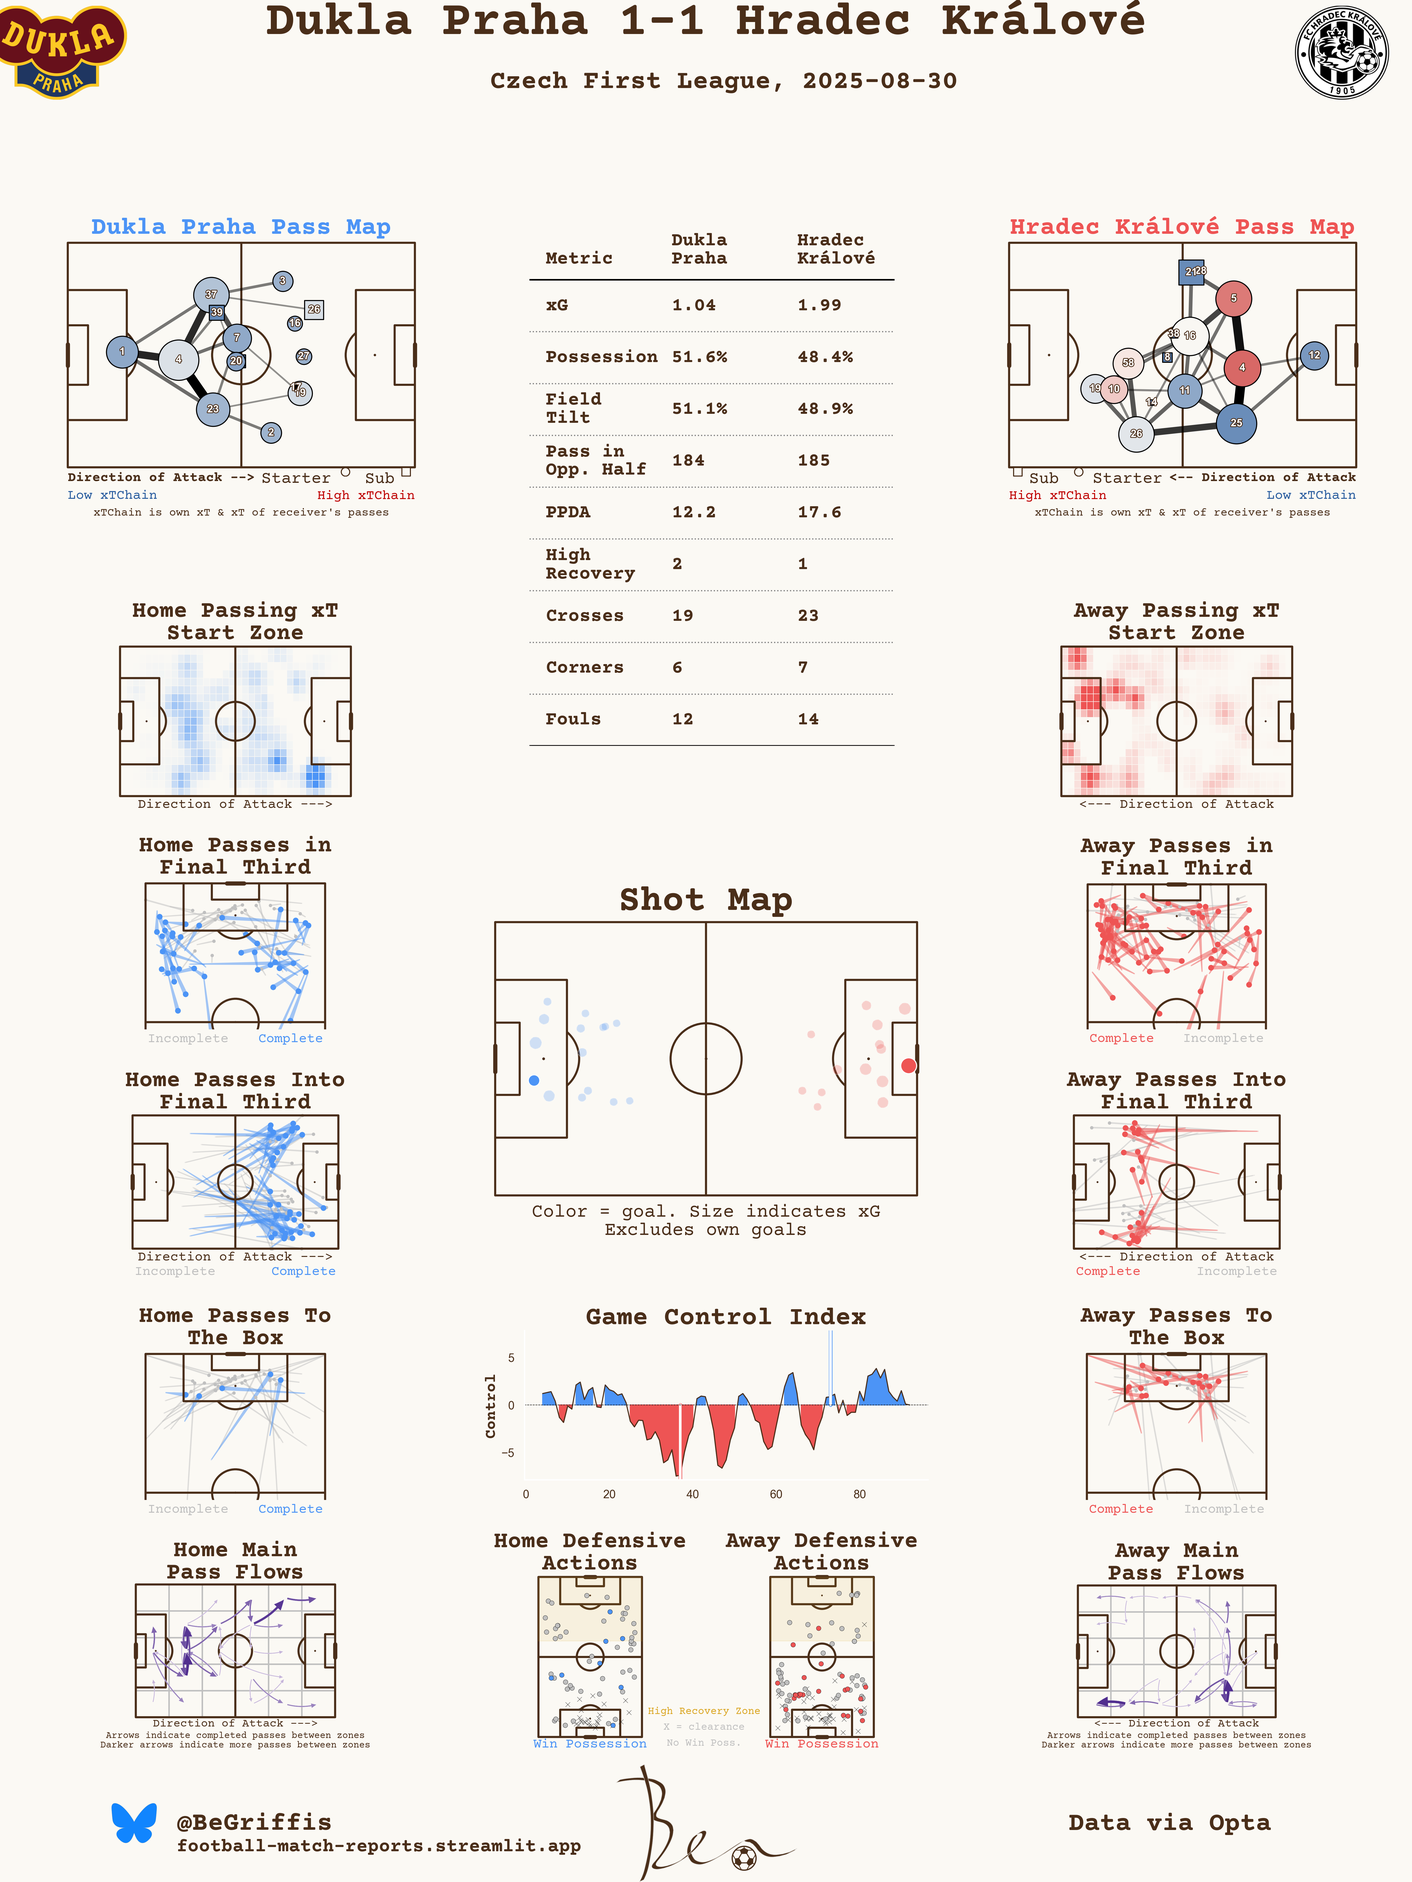 Dukla Praha 1-1 Hradec Králové
Czech First League, 2025-08-30
DUKLA
PRAHA
FC HRADEC KRÁLOVÉ
1905
Dukla Praha Pass Map
1
37
39
4
7
20
23
3
26
16
27
17
19
2
Direction of Attack --> Starter Sub
Low xTChain High xTChain
xTChain is own xT & xT of receiver's passes
Metric Dukla Praha Hradec Králové
xG 1.04 1.99
Possession 51.6% 48.4%
Field Tilt 51.1% 48.9%
Pass in Opp. Half 184 185
PPDA 12.2 17.6
High Recovery 2 1
Crosses 19 23
Corners 6 7
Fouls 12 14
Hradec Králové Pass Map
21
28
5
38
16
8
58
4
12
19
10
11
14
26
25
Sub Starter <-- Direction of Attack
High xTChain Low xTChain
xTChain is own xT & xT of receiver's passes
Home Passing xT
Start Zone
Direction of Attack --->
Away Passing xT
Start Zone
<--- Direction of Attack
Home Passes in
Final Third
Incomplete Complete
Away Passes in
Final Third
Complete Incomplete
Shot Map
Color = goal. Size indicates xG
Excludes own goals
Home Passes Into
Final Third
Direction of Attack --->
Incomplete Complete
Away Passes Into
Final Third
<--- Direction of Attack
Complete Incomplete
Home Passes To
The Box
Incomplete Complete
Game Control Index
Control
5
0
−5
0 20 40 60 80
Away Passes To
The Box
Complete Incomplete
Home Main
Pass Flows
Direction of Attack --->
Arrows indicate completed passes between zones
Darker arrows indicate more passes between zones
Home Defensive
Actions
Win Possession
Away Defensive
Actions
Win Possession
High Recovery Zone
X = clearance
No Win Poss.
Away Main
Pass Flows
<--- Direction of Attack
Arrows indicate completed passes between zones
Darker arrows indicate more passes between zones
@BeGriffis
football-match-reports.streamlit.app
Ben
Data via Opta